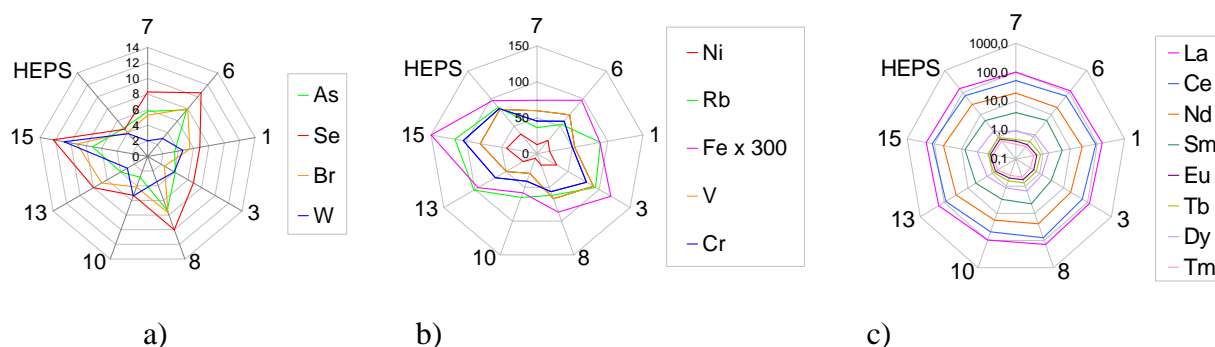 7
14
12
10
8
6
4
2
0
HEPS
6
1
3
8
10
13
15
As
Se
Br
W
a)
7
150
100
50
0
HEPS
6
1
3
8
10
13
15
Ni
Rb
Fe x 300
V
Cr
b)
7
1000,0
100,0
10,0
1,0
0,1
HEPS
6
1
3
8
10
13
15
La
Ce
Nd
Sm
Eu
Tb
Dy
Tm
c)